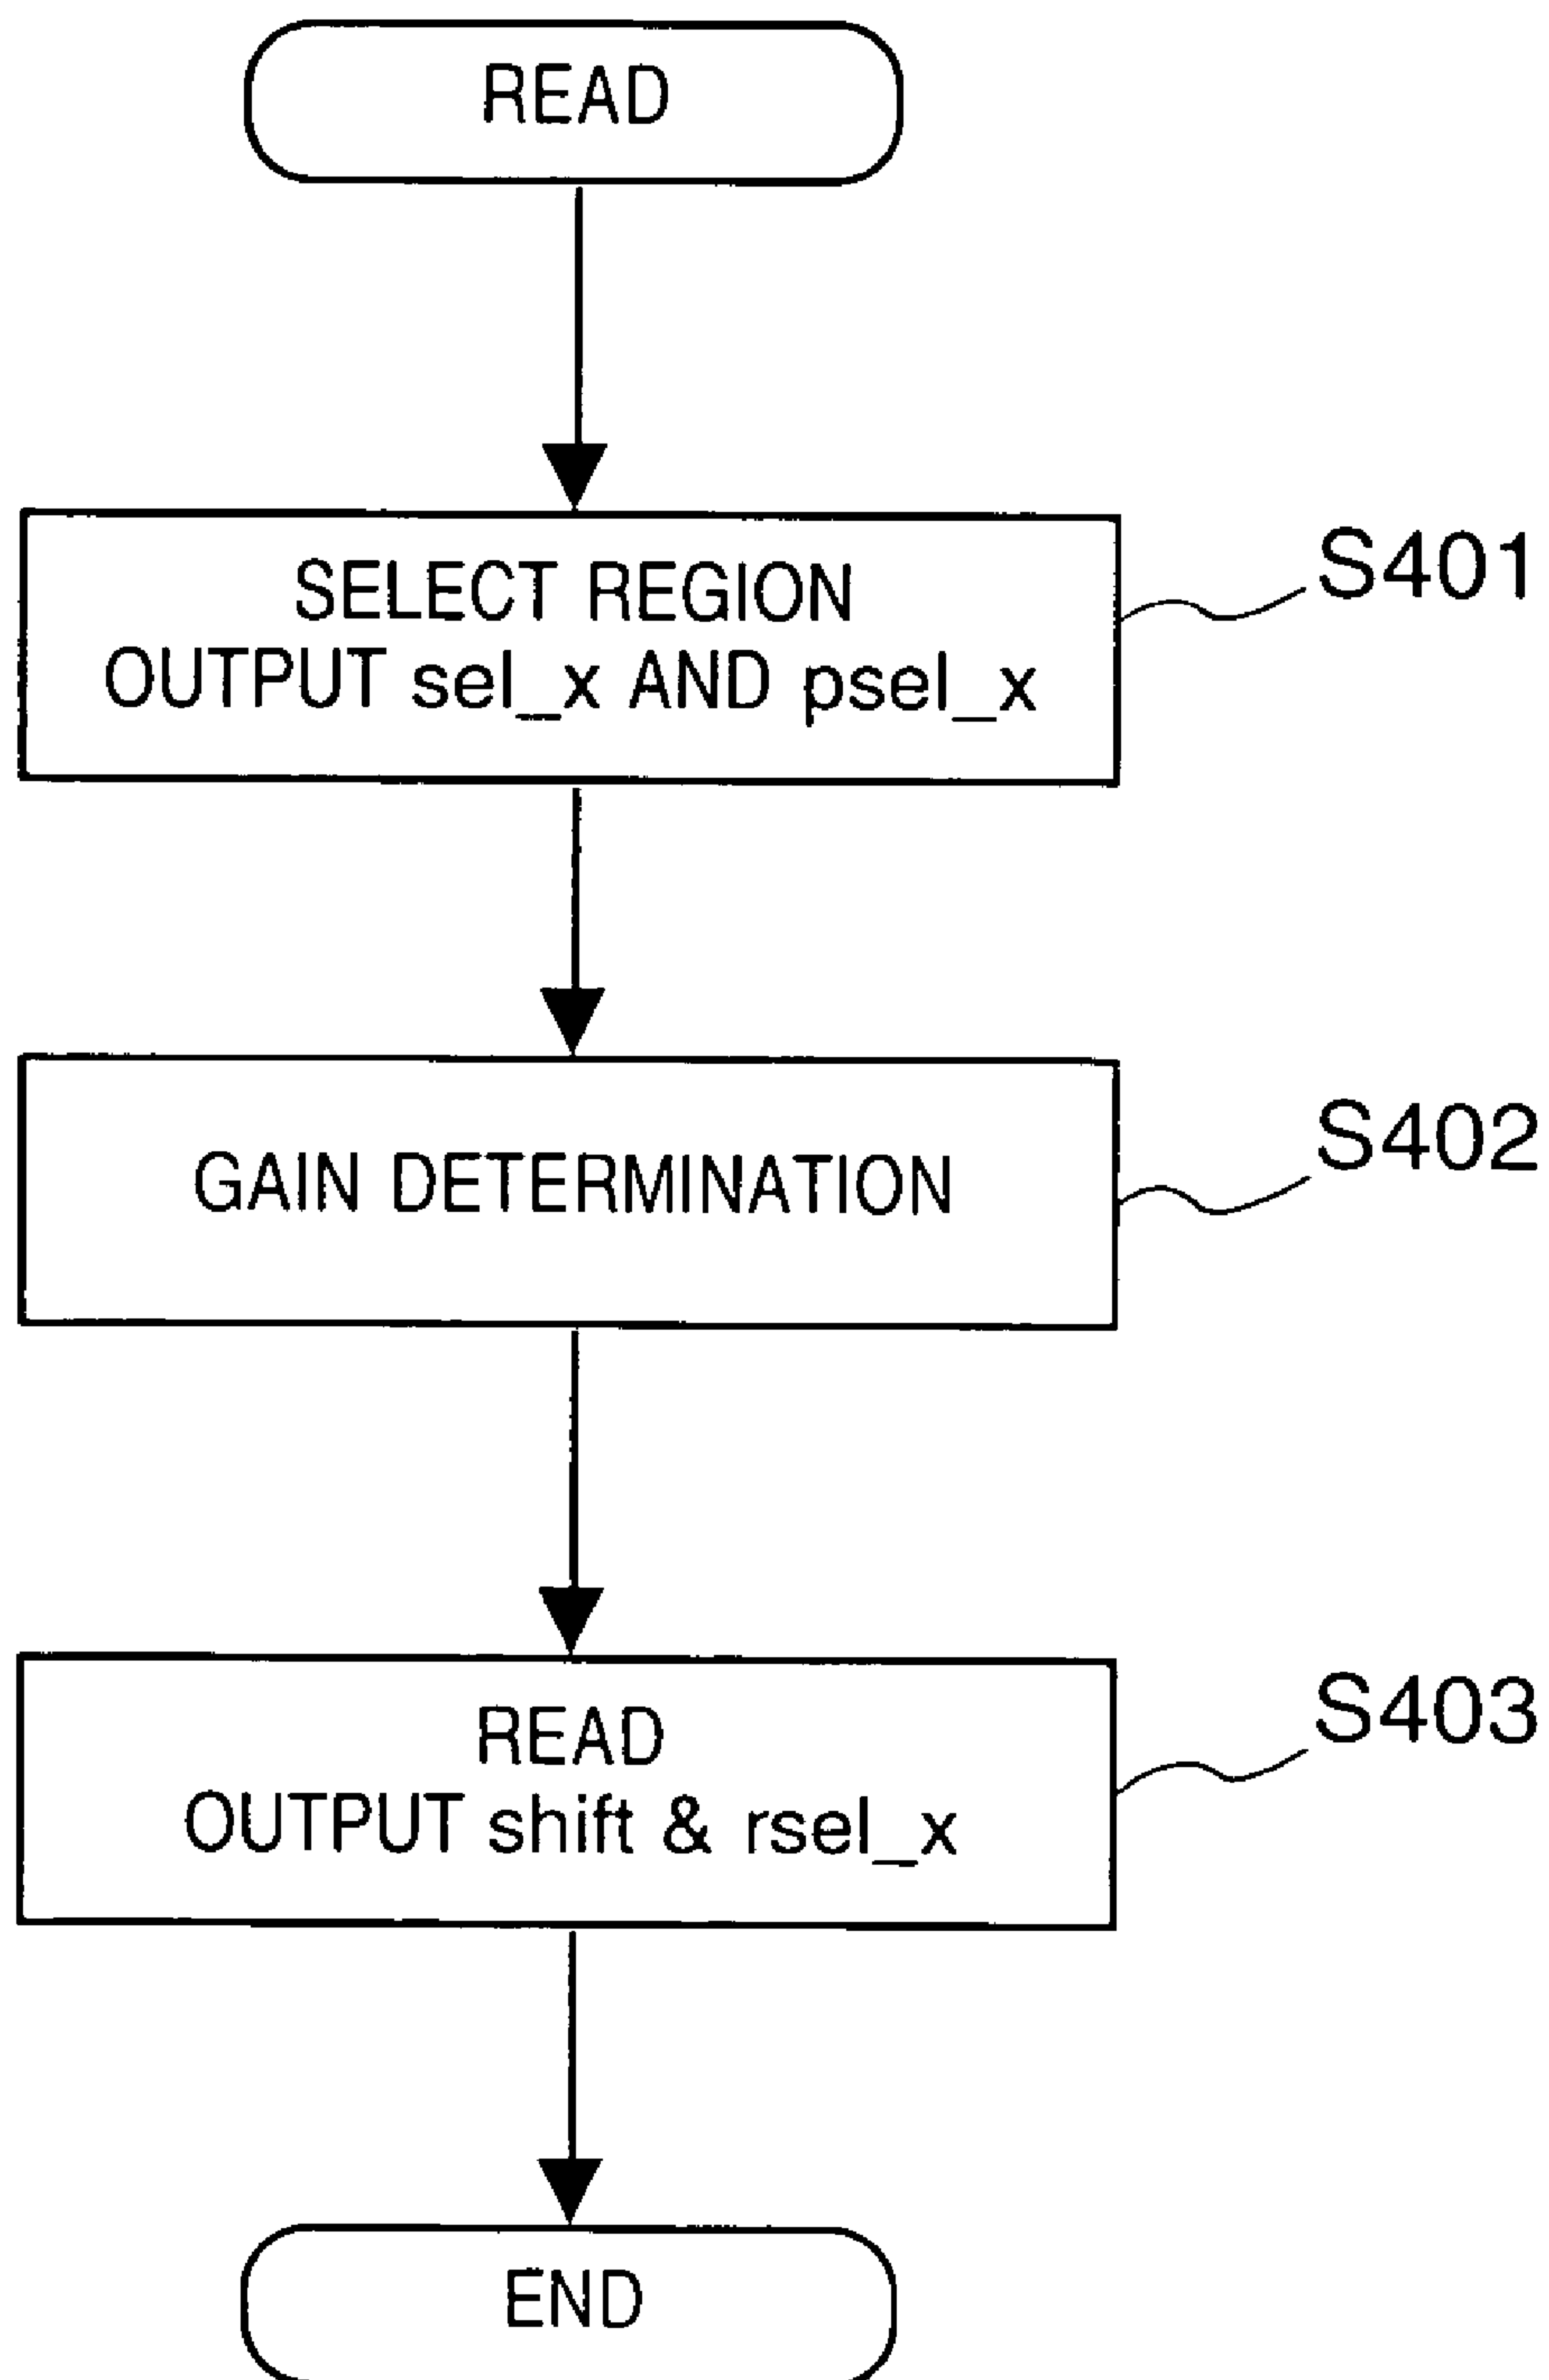 READ
SELECT REGION
OUTPUT sel_x AND psel_x
S401
GAIN DETERMINATION
S402
READ
OUTPUT shift & rsel_x
S403
END